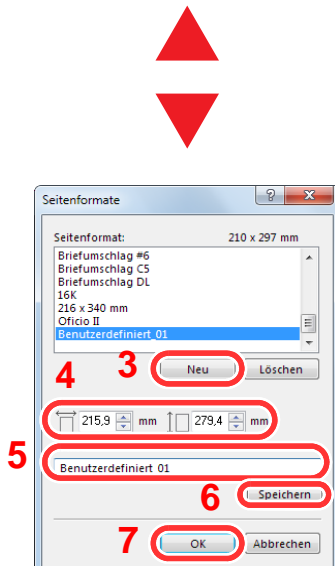 Seitenformate
Seitenformat: 210 x 297 mm
Briefumschlag #6
Briefumschlag C5
Briefumschlag DL
16K
216 x 340 mm
Oficio II
Benutzerdefiniert_01
3 Neu Löschen
4
215,9 mm 279,4 mm
5 Benutzerdefiniert 01
6 Speichern
7 OK Abbrechen